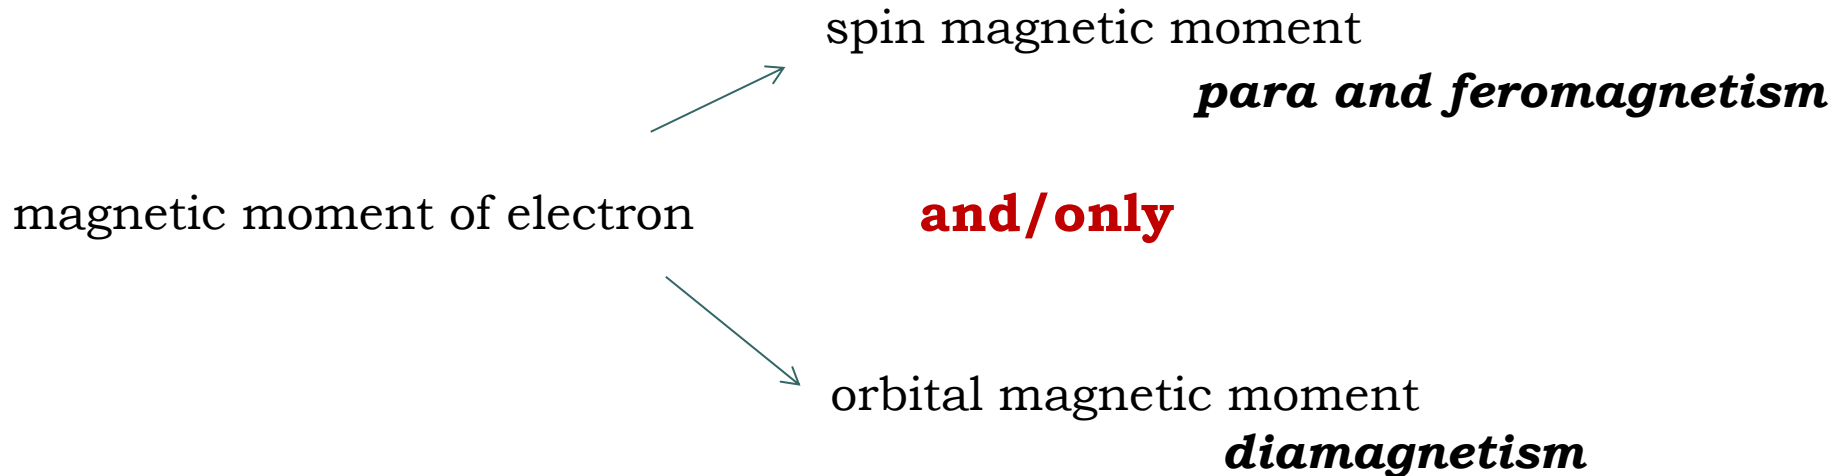 spin magnetic moment
para and feromagnetism
magnetic moment of electron and/only
orbital magnetic moment
diamagnetism